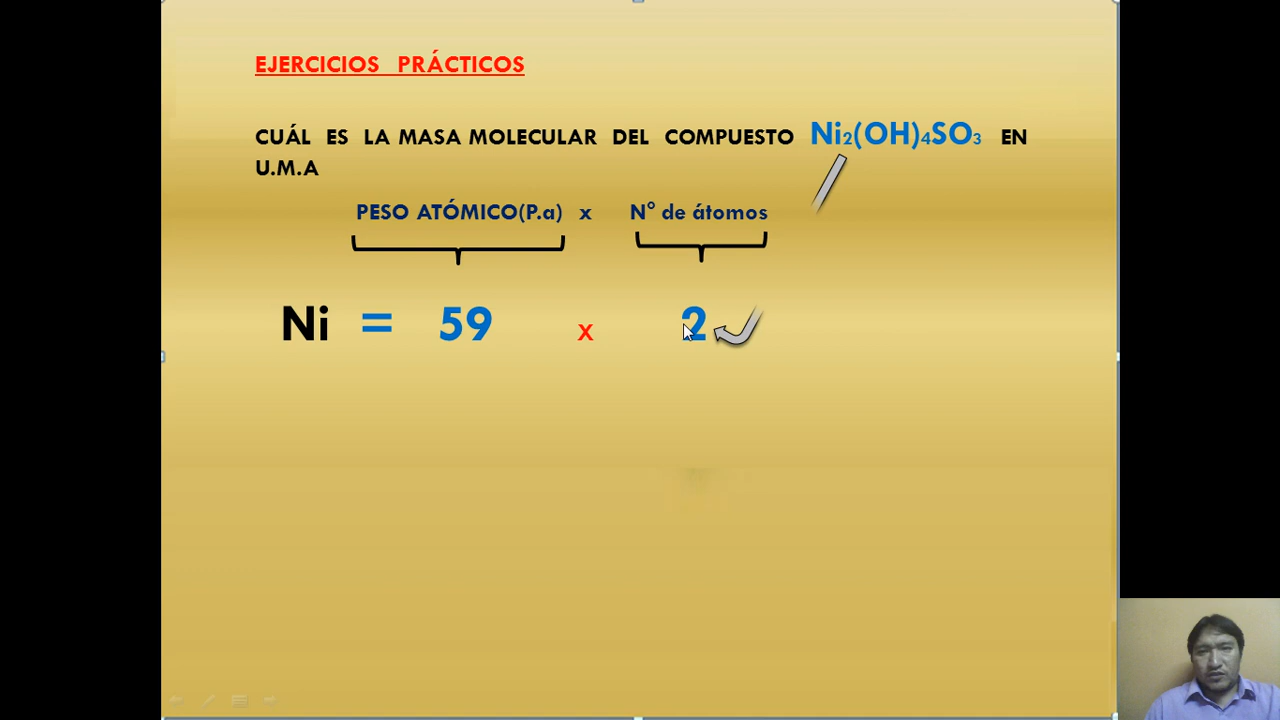 EJERCICIOS PRÁCTICOS
CUÁL ES LA MASA MOLECULAR DEL COMPUESTO Ni₂(OH)₄SO₃ EN
U.M.A
PESO ATÓMICO(P.a) x N° de átomos
Ni = 59 x 2